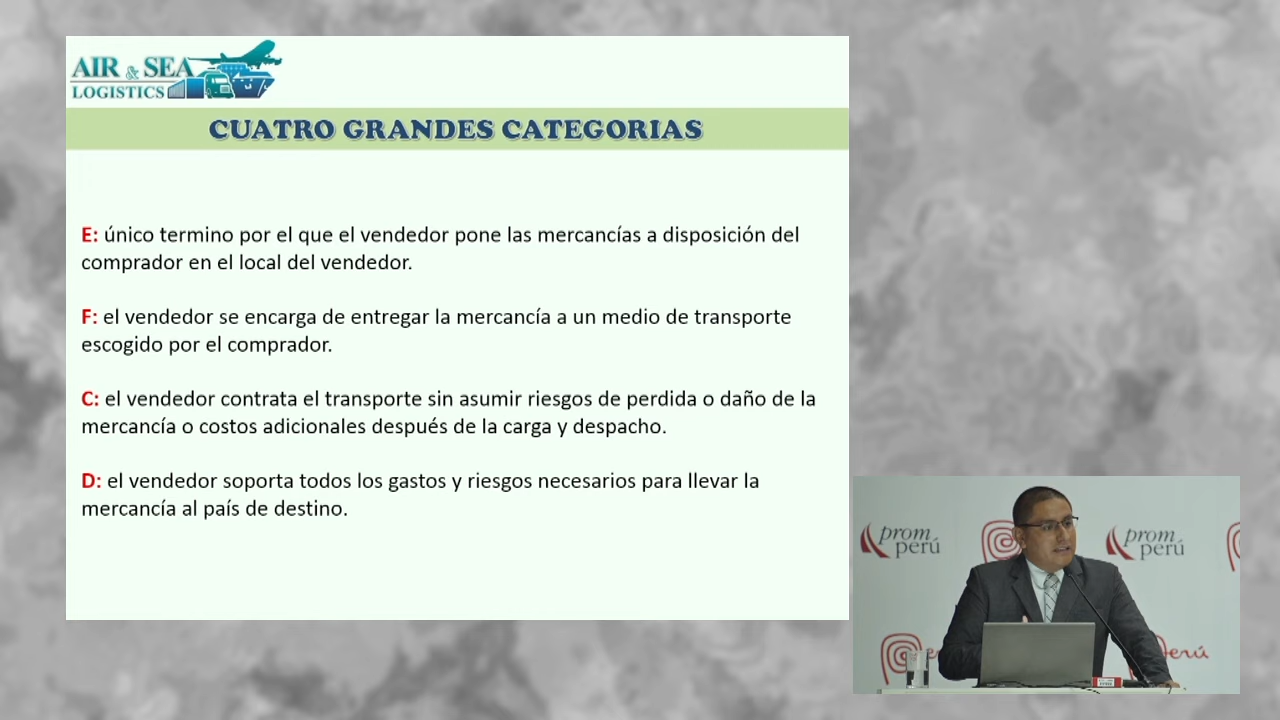 AIR & SEA
LOGISTICS
CUATRO GRANDES CATEGORIAS
E: único termino por el que el vendedor pone las mercancías a disposición del
comprador en el local del vendedor.
F: el vendedor se encarga de entregar la mercancía a un medio de transporte
escogido por el comprador.
C: el vendedor contrata el transporte sin asumir riesgos de perdida o daño de la
mercancía o costos adicionales después de la carga y despacho.
D: el vendedor soporta todos los gastos y riesgos necesarios para llevar la
mercancía al país de destino.
prom
perú
prom
perú